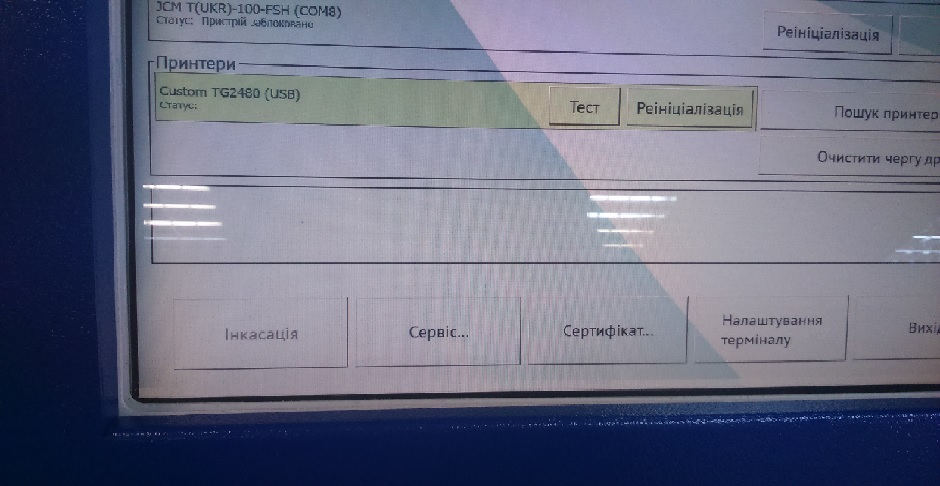 JCM T(UKR)-100-FSH (COM8)
Статус: Пристрій заблоковано
Реініціалізація
Принтери
Custom TG2480 (USB)
Статус:
Тест
Реініціалізація
Пошук принтер
Очистити чергу др
Інкасація
Сервіс...
Сертифікат...
Налаштування
терміналу
Вихід